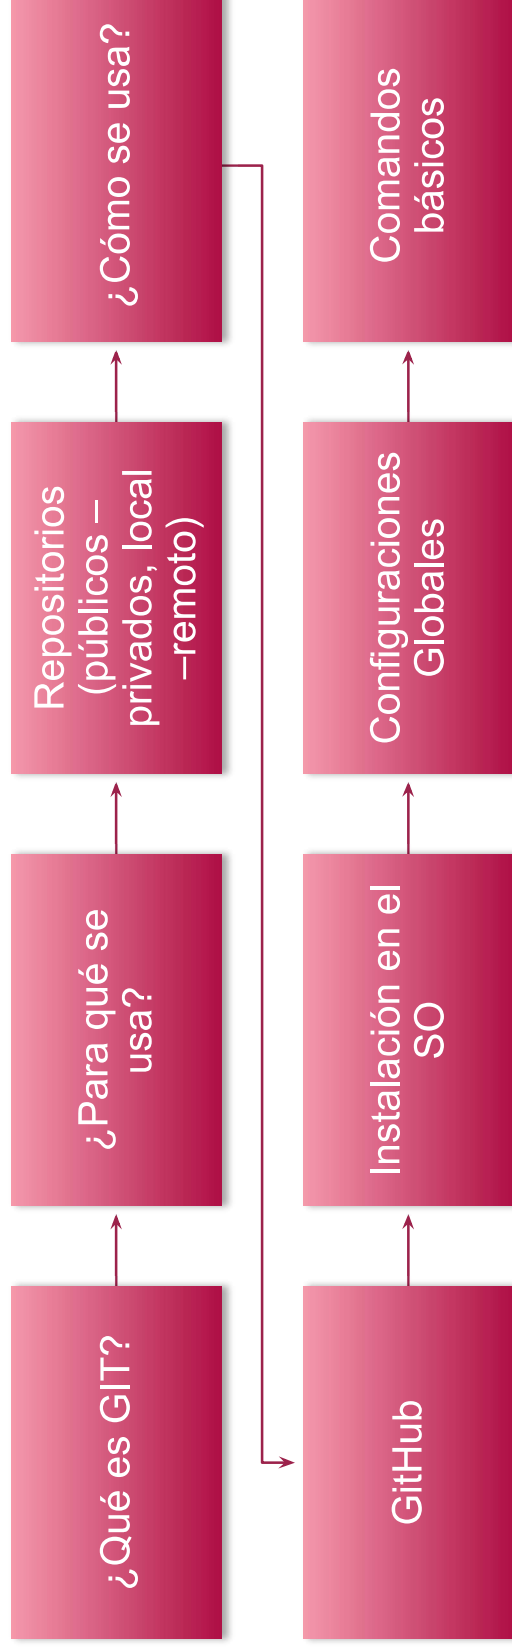 ¿Qué es GIT?
¿Para qué se
usa?
Repositorios
(públicos –
privados, local
–remoto)
¿Cómo se usa?
GitHub
Instalación en el
SO
Configuraciones
Globales
Comandos
básicos